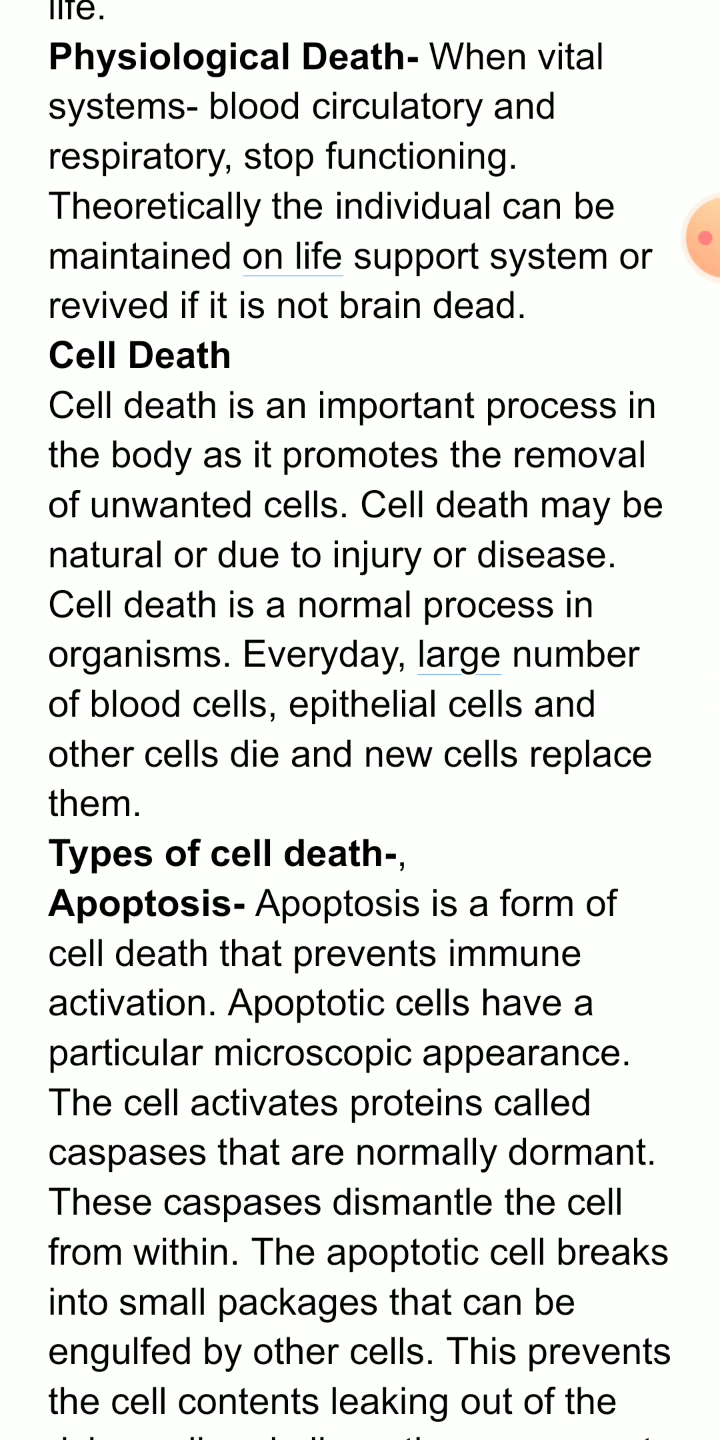 life.
Physiological Death- When vital
systems- blood circulatory and
respiratory, stop functioning.
Theoretically the individual can be
maintained on life support system or
revived if it is not brain dead.
Cell Death
Cell death is an important process in
the body as it promotes the removal
of unwanted cells. Cell death may be
natural or due to injury or disease.
Cell death is a normal process in
organisms. Everyday, large number
of blood cells, epithelial cells and
other cells die and new cells replace
them.
Types of cell death-,
Apoptosis- Apoptosis is a form of
cell death that prevents immune
activation. Apoptotic cells have a
particular microscopic appearance.
The cell activates proteins called
caspases that are normally dormant.
These caspases dismantle the cell
from within. The apoptotic cell breaks
into small packages that can be
engulfed by other cells. This prevents
the cell contents leaking out of the